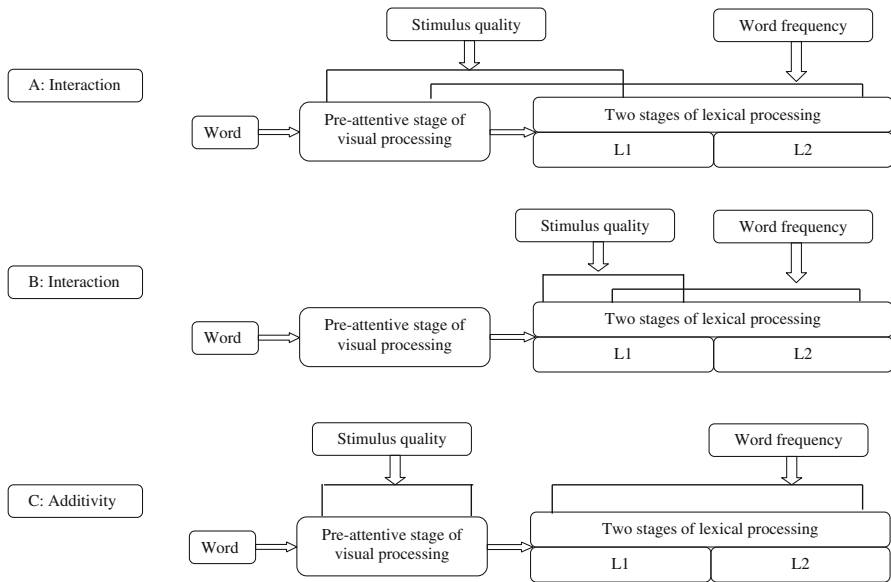 Stimulus quality
Word frequency
A: Interaction
Word
Pre-attentive stage of
visual processing
Two stages of lexical processing
L1
L2
Stimulus quality
Word frequency
B: Interaction
Word
Pre-attentive stage of
visual processing
Two stages of lexical processing
L1
L2
Stimulus quality
Word frequency
C: Additivity
Word
Pre-attentive stage of
visual processing
Two stages of lexical processing
L1
L2